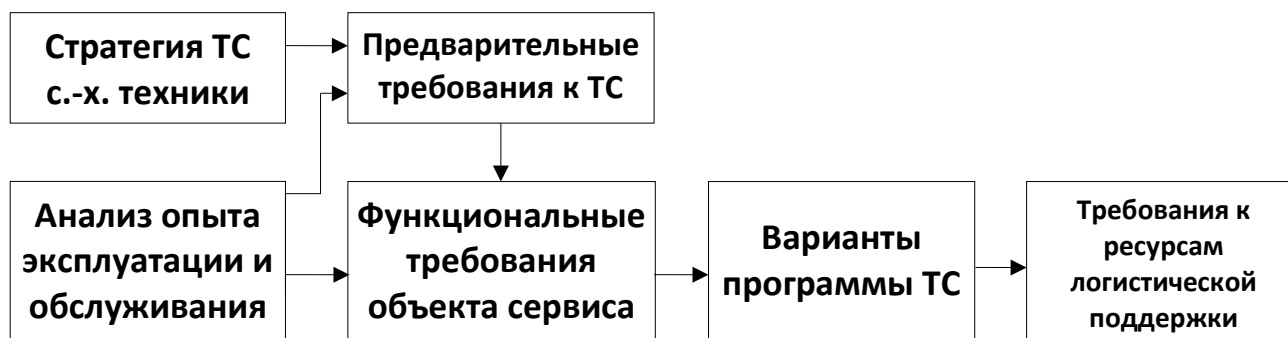 Стратегия ТС
с.-х. техники
Предварительные
требования к ТС
Анализ опыта
эксплуатации и
обслуживания
Функциональные
требования
объекта сервиса
Варианты
программы ТС
Требования к
ресурсам
логистической
поддержки